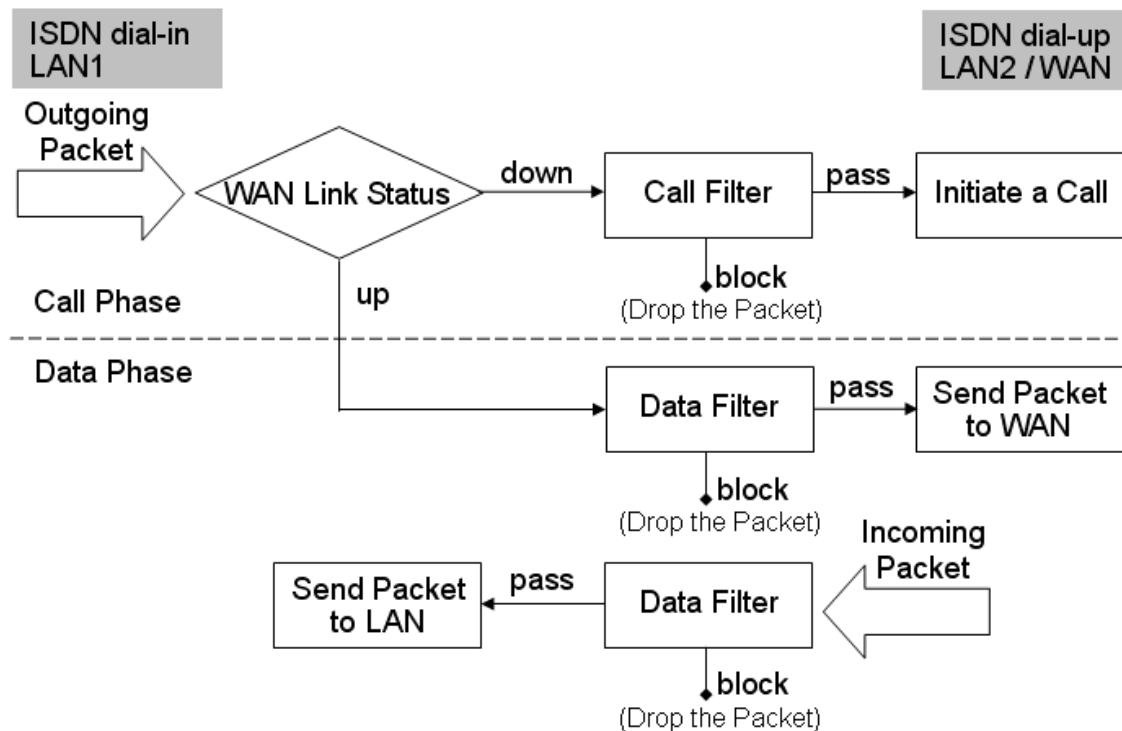 ISDN dial-in
LAN1
ISDN dial-up
LAN2 / WAN
Outgoing
Packet
WAN Link Status
down
Call Filter
pass
Initiate a Call
block
(Drop the Packet)
up
Call Phase
Data Phase
Data Filter
pass
Send Packet
to WAN
block
(Drop the Packet)
Incoming
Packet
Send Packet
to LAN
pass
Data Filter
block
(Drop the Packet)